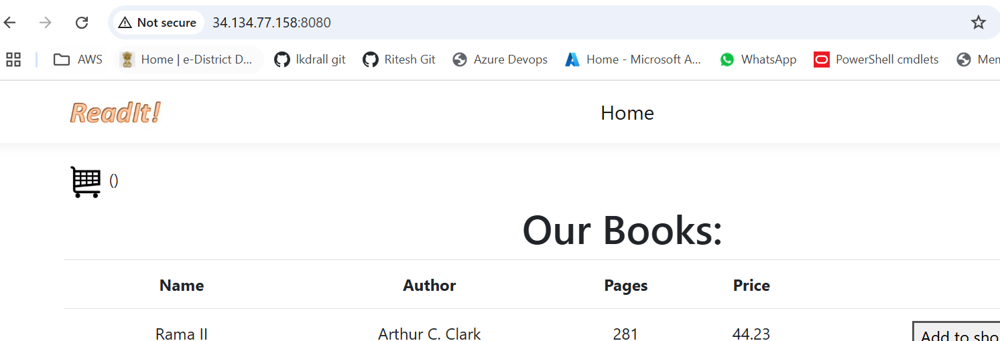 Not secure 34.134.77.158:8080
AWS Home | e-District D... lkdrall git Ritesh Git Azure Devops Home - Microsoft A... WhatsApp PowerShell cmdlets Mem
ReadIt! Home
()
Our Books:
Name Author Pages Price
Rama II Arthur C. Clark 281 44.23 Add to sho